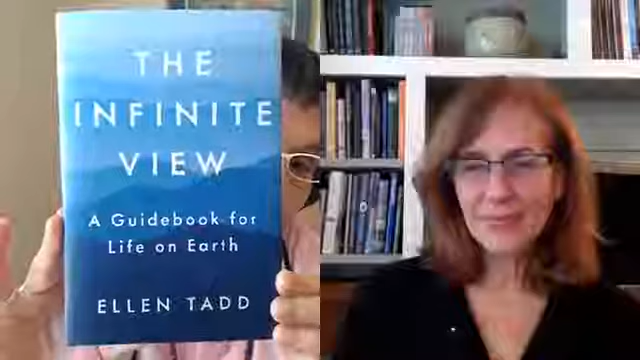 THE
INFINITE
VIEW
A Guidebook for
Life on Earth
ELLEN TADD